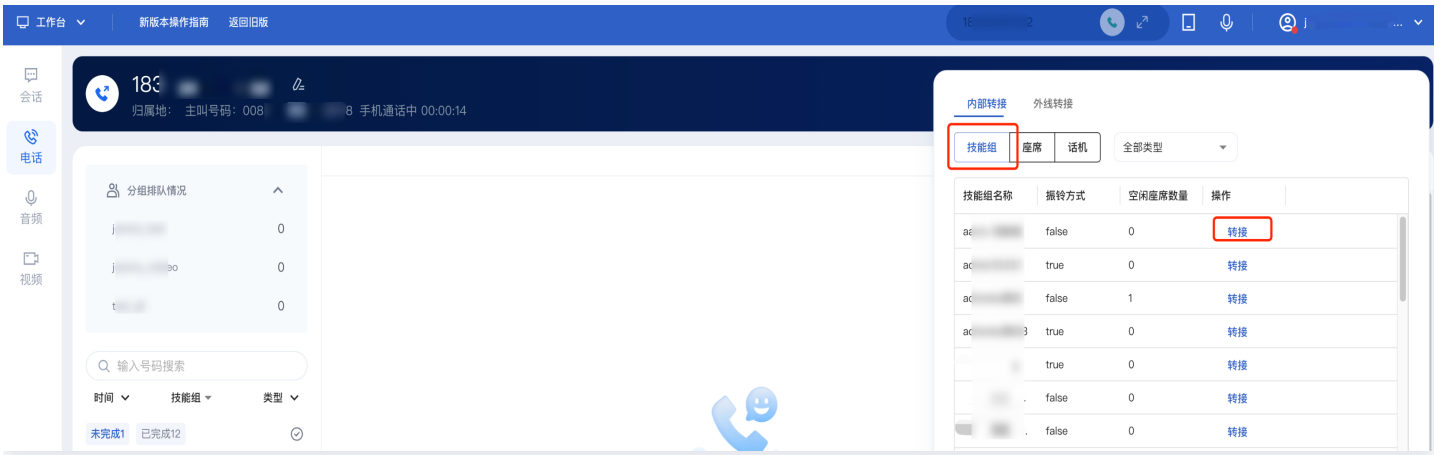 工作台 新版本操作指南 返回旧版
183
归属地: 主叫号码: 008 8 手机通话中 00:00:14
会话
电话
音频
视频
分组排队情况
0
0
0
输入号码搜索
时间 技能组 类型
未完成1 已完成12
内部转接 外线转接
技能组 座席 话机 全部类型
技能组名称 振铃方式 空闲座席数量 操作
false 0 转接
true 0 转接
false 1 转接
true 0 转接
true 0 转接
false 0 转接
false 0 转接